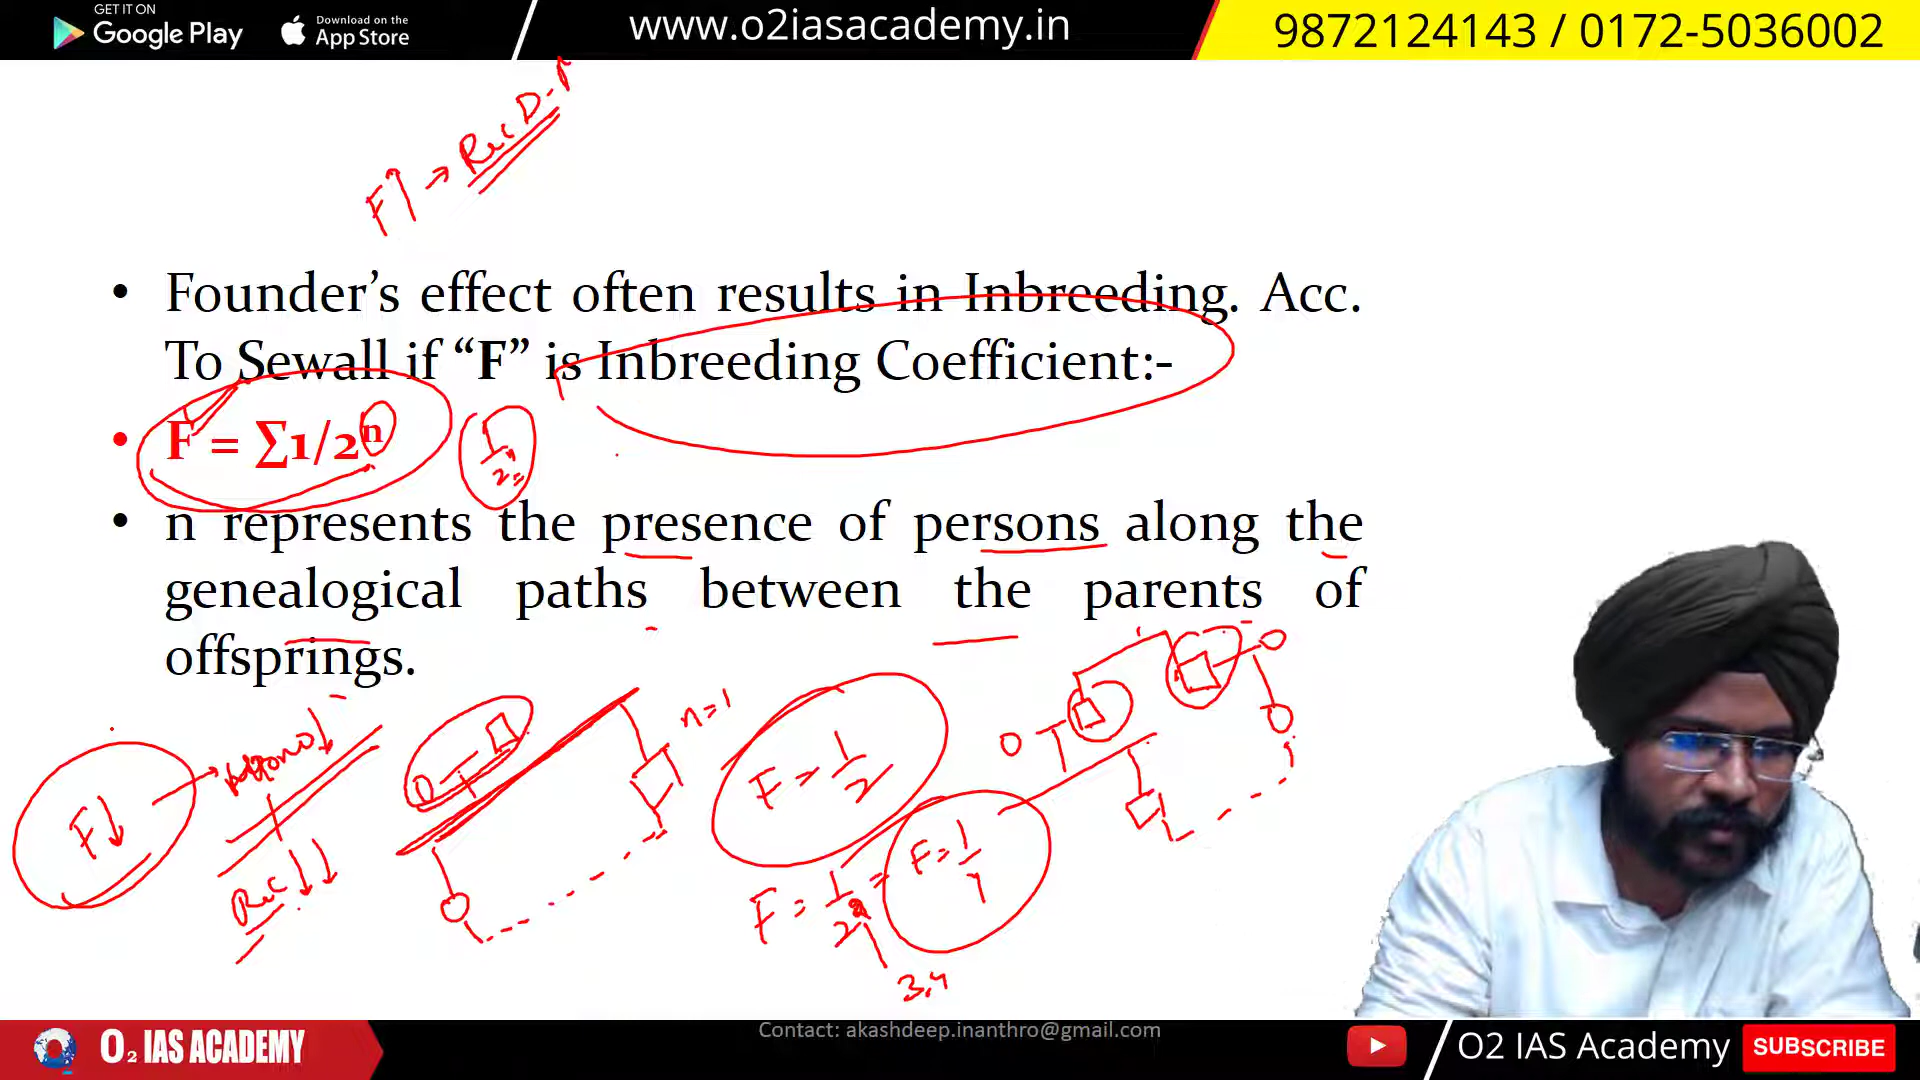 GET IT ON
Google Play
Download on the
App Store
www.o2iasacademy.in
9872124143 / 0172-5036002
F↑ → Rec D
• Founder’s effect often results in Inbreeding. Acc.
To Sewall if “F” is Inbreeding Coefficient:-
• F = ∑1/2ⁿ
1/2ⁿ
• n represents the presence of persons along the
genealogical paths between the parents of
offsprings.
n=1
F↓
Rec ↓↓
F = 1/2
F = 1/2
F = 1/4
3,4
O₂ IAS ACADEMY
Contact: akashdeep.inanthro@gmail.com
O2 IAS Academy
SUBSCRIBE